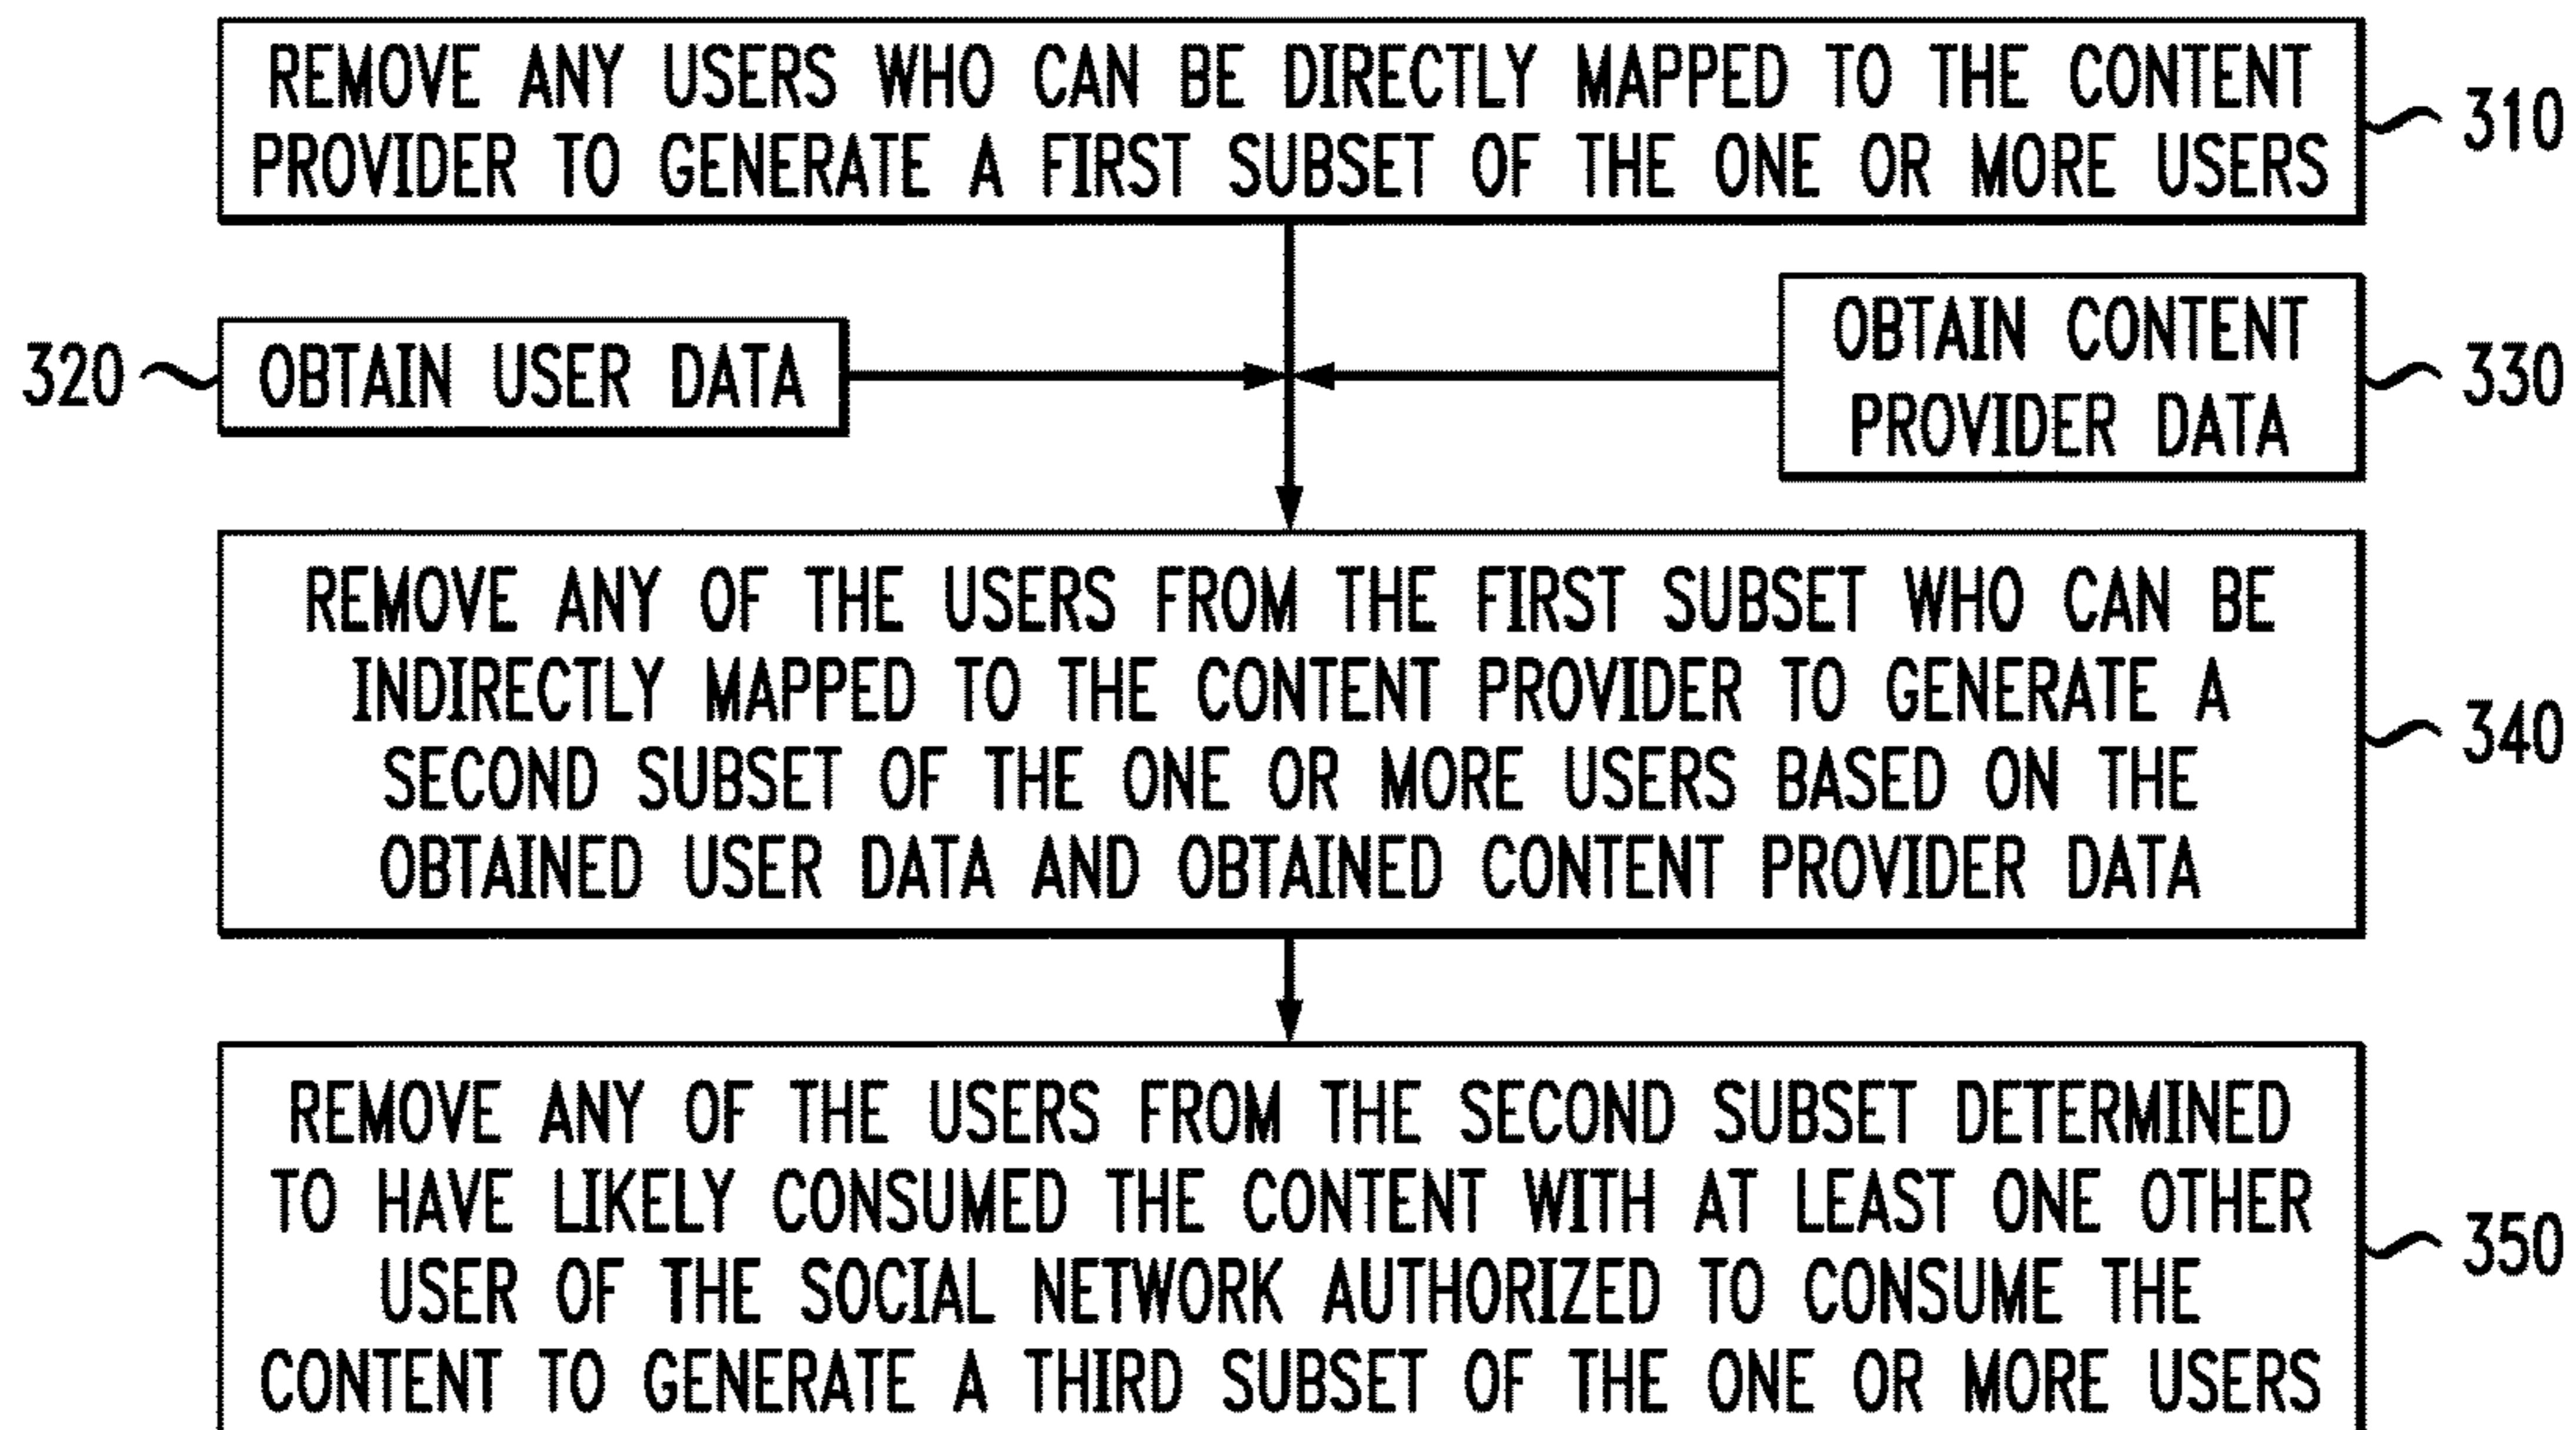 REMOVE ANY USERS WHO CAN BE DIRECTLY MAPPED TO THE CONTENT
PROVIDER TO GENERATE A FIRST SUBSET OF THE ONE OR MORE USERS
310
320
OBTAIN USER DATA
OBTAIN CONTENT
PROVIDER DATA
330
REMOVE ANY OF THE USERS FROM THE FIRST SUBSET WHO CAN BE
INDIRECTLY MAPPED TO THE CONTENT PROVIDER TO GENERATE A
SECOND SUBSET OF THE ONE OR MORE USERS BASED ON THE
OBTAINED USER DATA AND OBTAINED CONTENT PROVIDER DATA
340
REMOVE ANY OF THE USERS FROM THE SECOND SUBSET DETERMINED
TO HAVE LIKELY CONSUMED THE CONTENT WITH AT LEAST ONE OTHER
USER OF THE SOCIAL NETWORK AUTHORIZED TO CONSUME THE
CONTENT TO GENERATE A THIRD SUBSET OF THE ONE OR MORE USERS
350